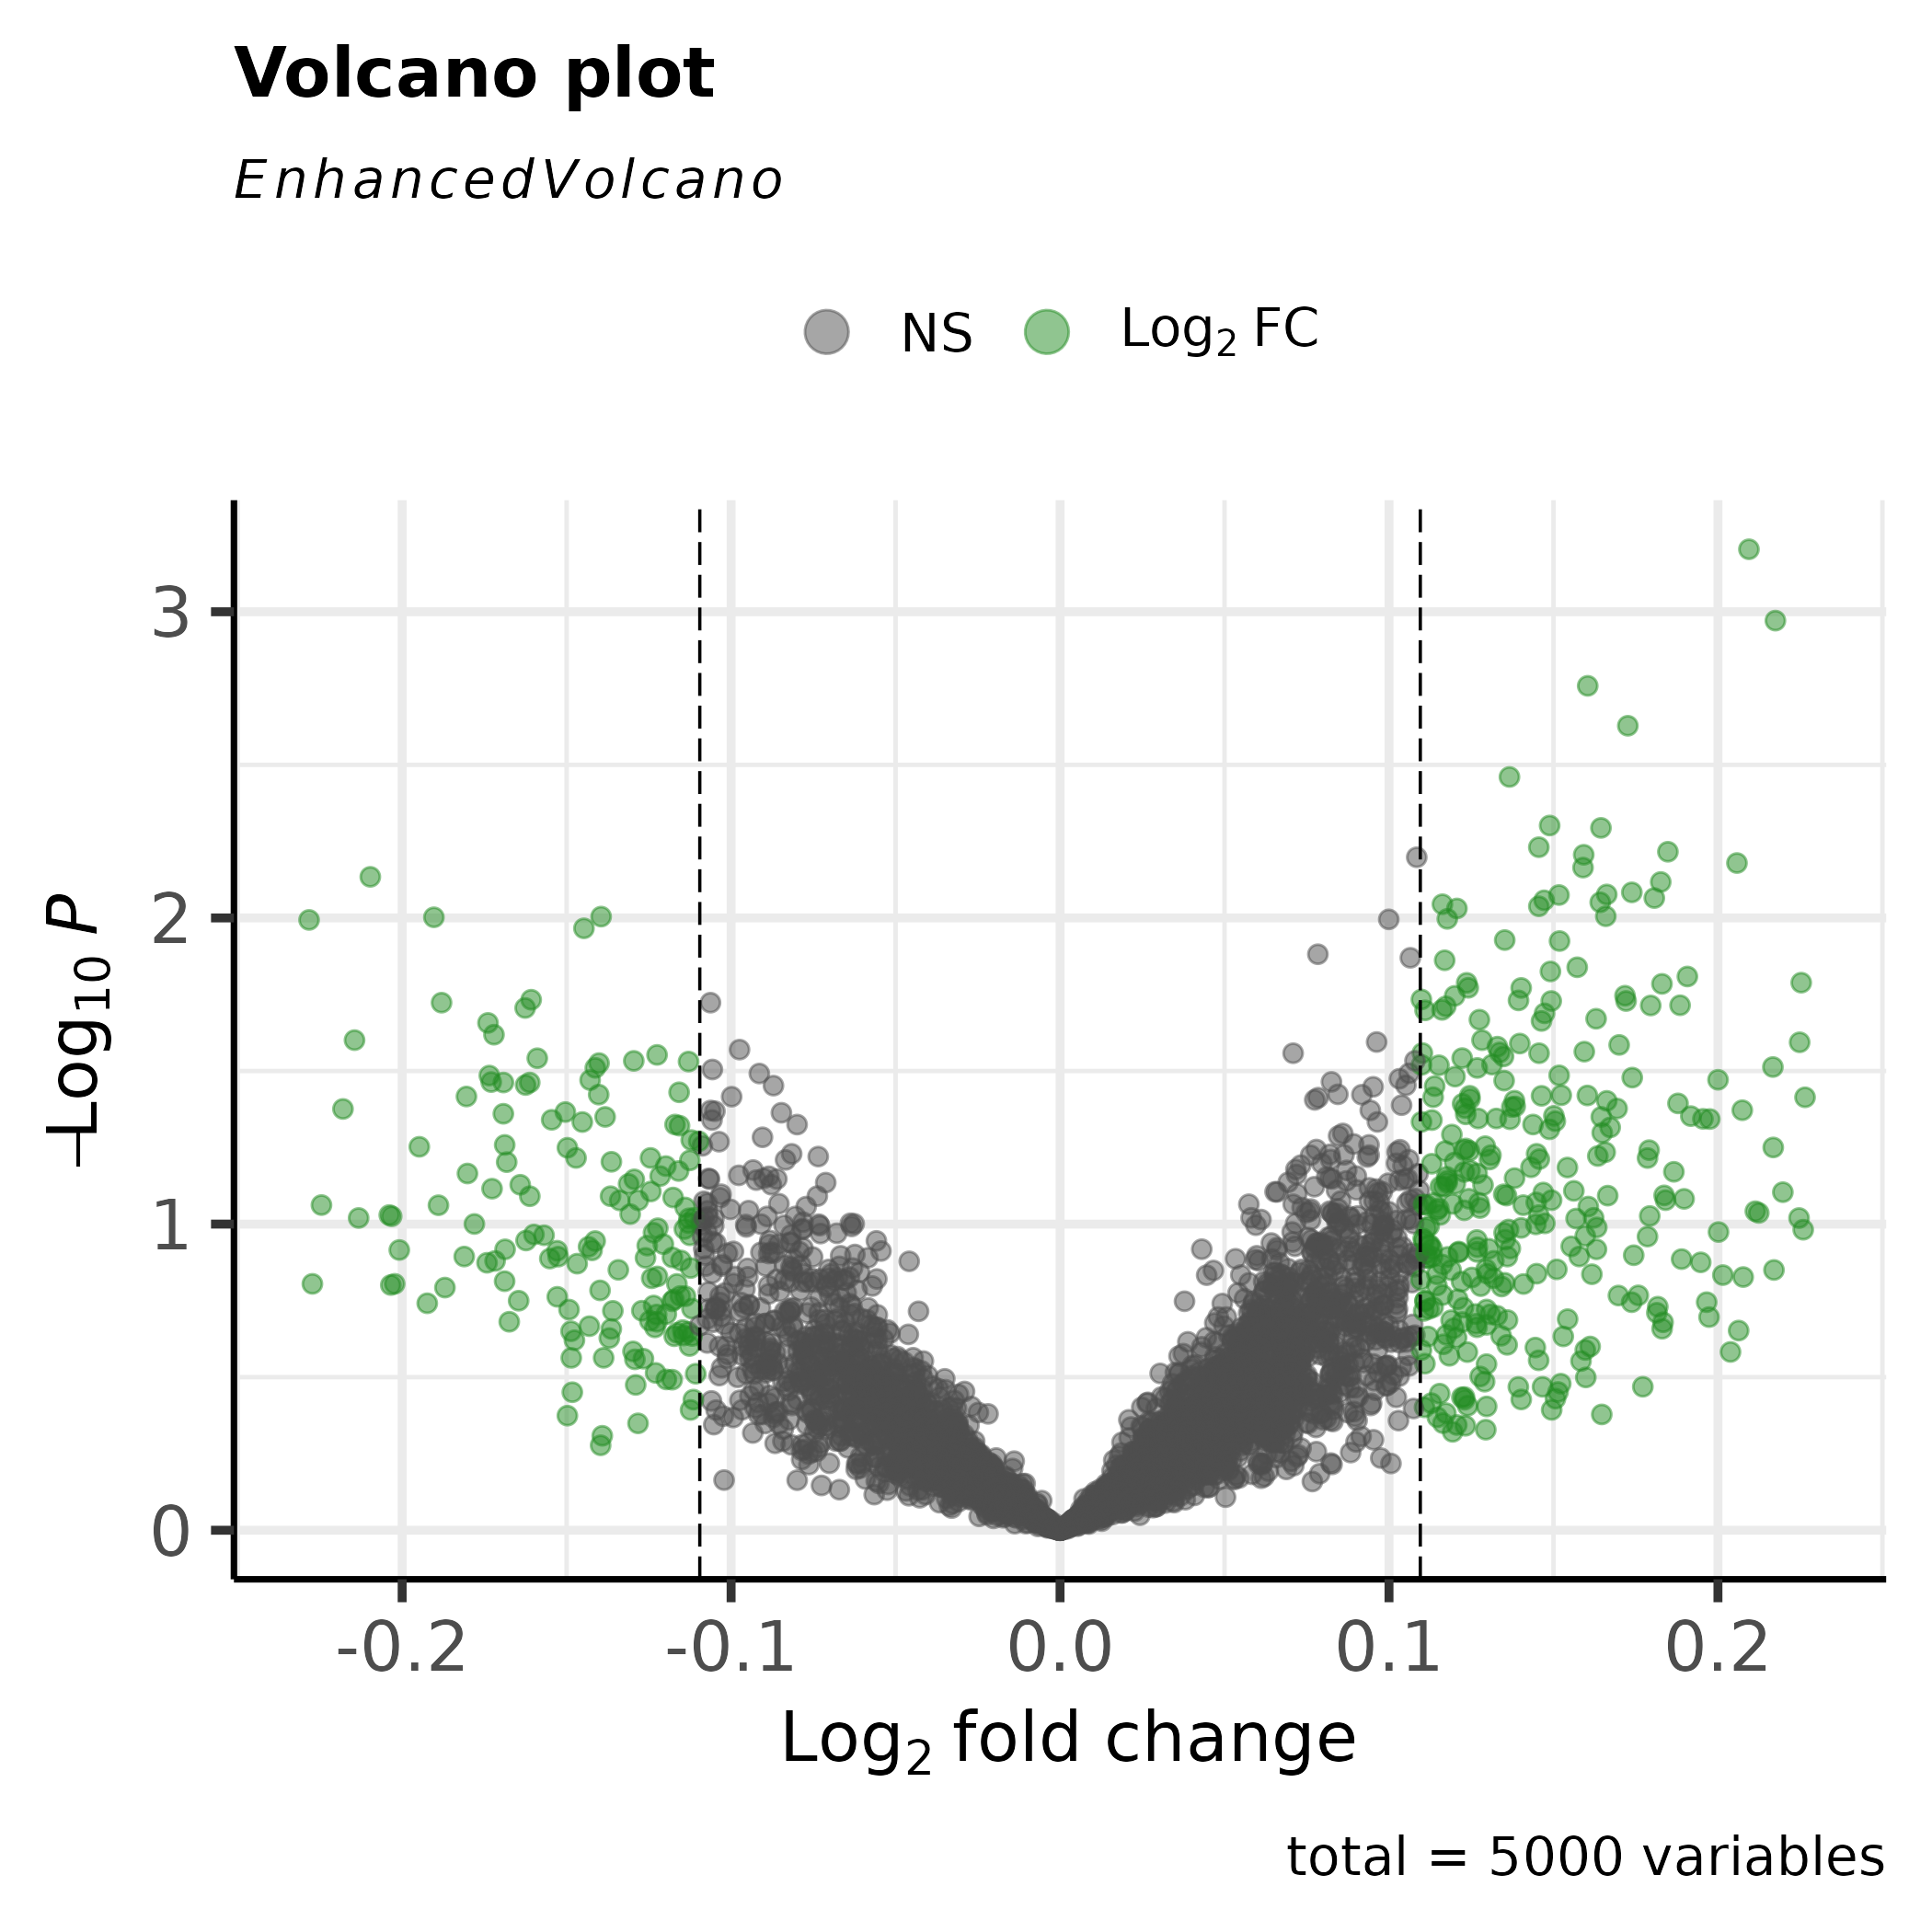 Volcano plot
EnhancedVolcano
NS Log₂ FC
3
2
1
0
–Log₁₀ P
-0.2 -0.1 0.0 0.1 0.2
Log₂ fold change
total = 5000 variables